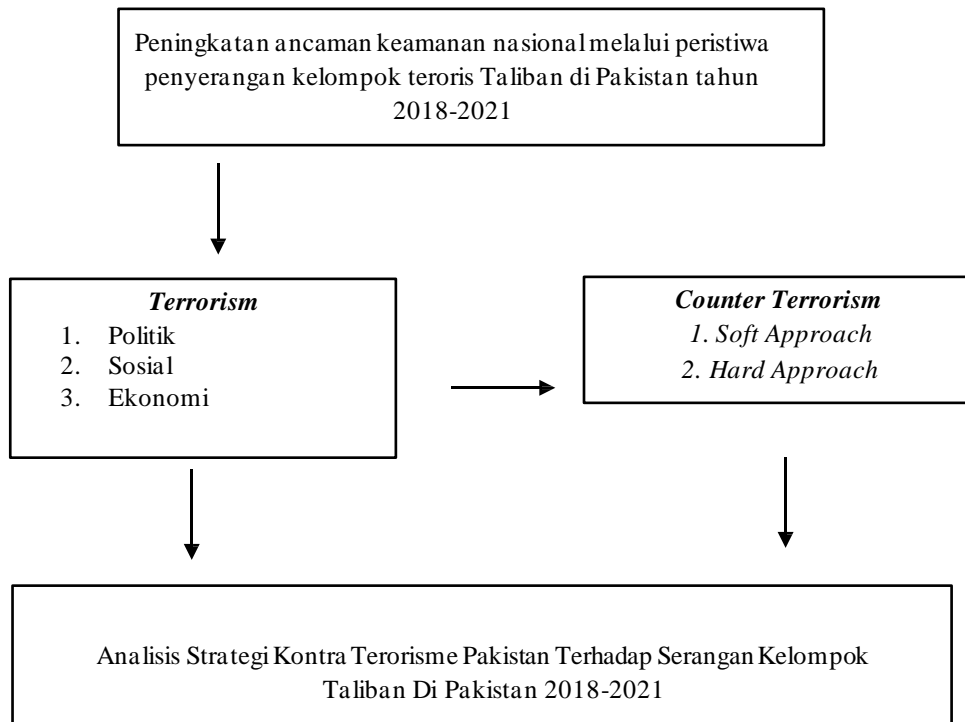 Peningkatan ancaman keamanan nasional melalui peristiwa
penyerangan kelompok teroris Taliban di Pakistan tahun
2018-2021
Terrorism
1. Politik
2. Sosial
3. Ekonomi
Counter Terrorism
1. Soft Approach
2. Hard Approach
Analisis Strategi Kontra Terorisme Pakistan Terhadap Serangan Kelompok
Taliban Di Pakistan 2018-2021